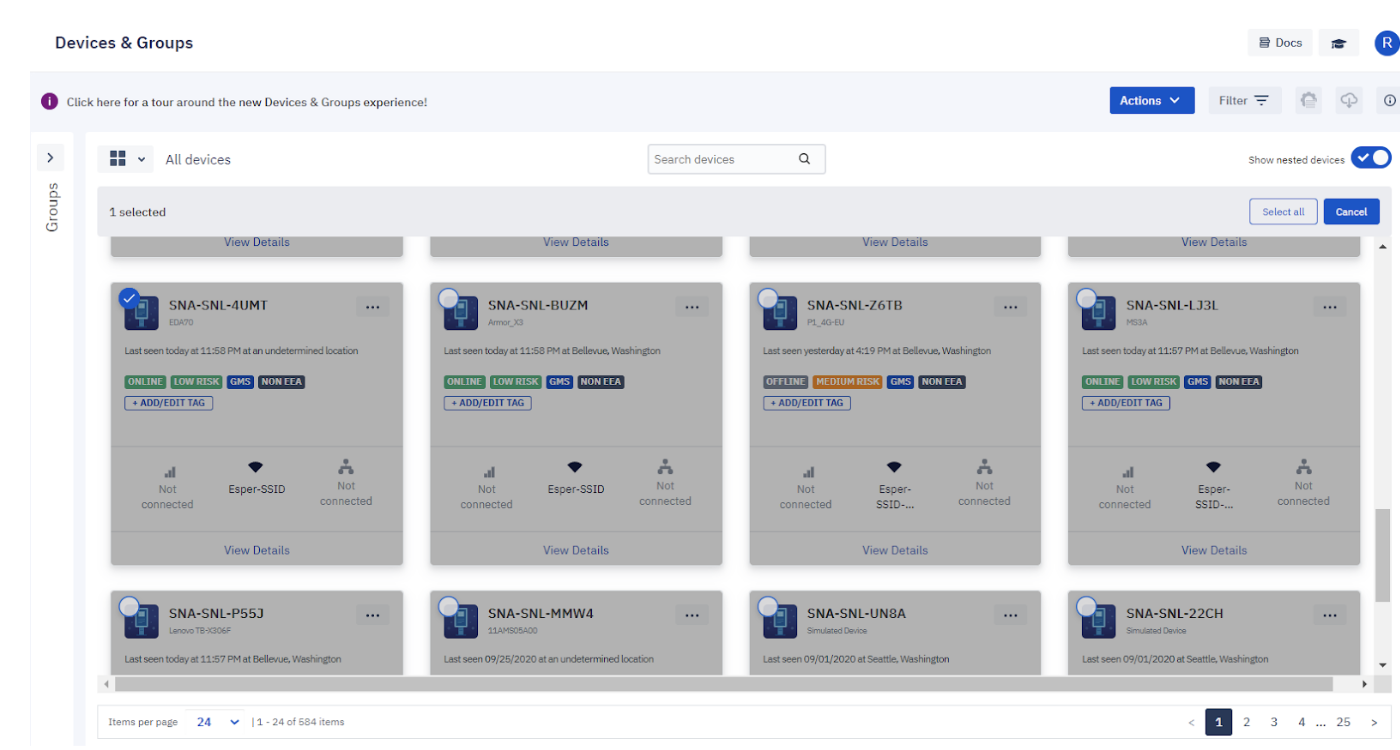 Devices & Groups
Docs
R
Click here for a tour around the new Devices & Groups experience!
Actions
Filter
Groups
All devices
Search devices
Show nested devices
1 selected
Select all
Cancel
View Details View Details View Details View Details
SNA-SNL-4UMT ... SNA-SNL-BUZM ... SNA-SNL-Z6TB ... SNA-SNL-LJ3L ...
EDA70 Armor_X3 P1_4G-EU MS3A
Last seen today at 11:58 PM at an undetermined location Last seen today at 11:58 PM at Bellevue, Washington Last seen yesterday at 4:19 PM at Bellevue, Washington Last seen today at 11:57 PM at Bellevue, Washington
ONLINE LOW RISK GMS NON EEA ONLINE LOW RISK GMS NON EEA OFFLINE MEDIUM RISK GMS NON EEA ONLINE LOW RISK GMS NON EEA
+ ADD/EDIT TAG + ADD/EDIT TAG + ADD/EDIT TAG + ADD/EDIT TAG
Not Esper-SSID Not Not Esper-SSID Not Not Esper- Not Not Esper- Not
connected connected connected connected connected SSID-... connected connected SSID-... connected
View Details View Details View Details View Details
SNA-SNL-P55J ... SNA-SNL-MMW4 ... SNA-SNL-UN8A ... SNA-SNL-22CH ...
Lenovo TB-X306F 11AMS05A00 Simulated Device Simulated Device
Last seen today at 11:57 PM at Bellevue, Washington Last seen 09/25/2020 at an undetermined location Last seen 09/01/2020 at Seattle, Washington Last seen 09/01/2020 at Seattle, Washington
Items per page 24 | 1 - 24 of 584 items < 1 2 3 4 ... 25 >